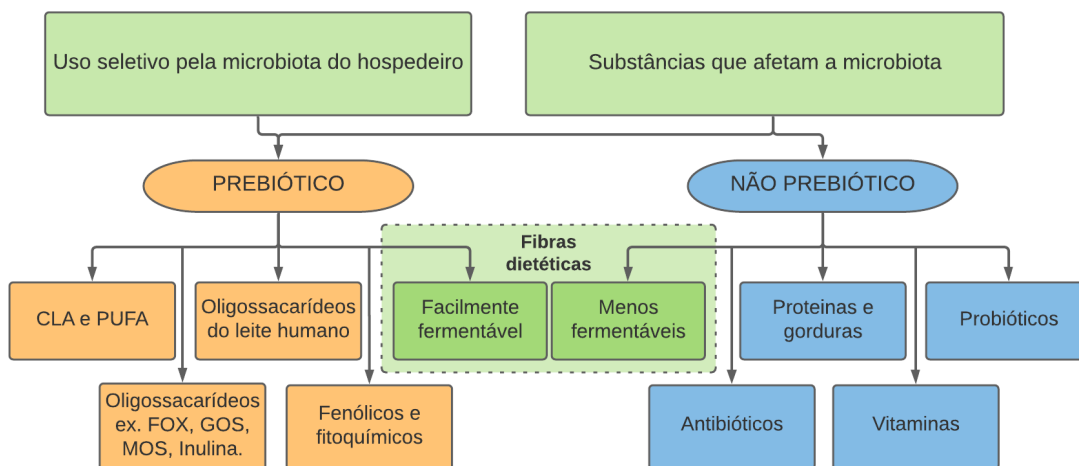 Uso seletivo pela microbiota do hospedeiro
Substâncias que afetam a microbiota
PREBIÓTICO
NÃO PREBIÓTICO
Fibras
dietéticas
CLA e PUFA
Oligossacarídeos
do leite humano
Facilmente
fermentável
Menos
fermentáveis
Proteinas e
gorduras
Probióticos
Oligossacarídeos
ex. FOX, GOS,
MOS, Inulina.
Fenólicos e
fitoquímicos
Antibióticos
Vitaminas